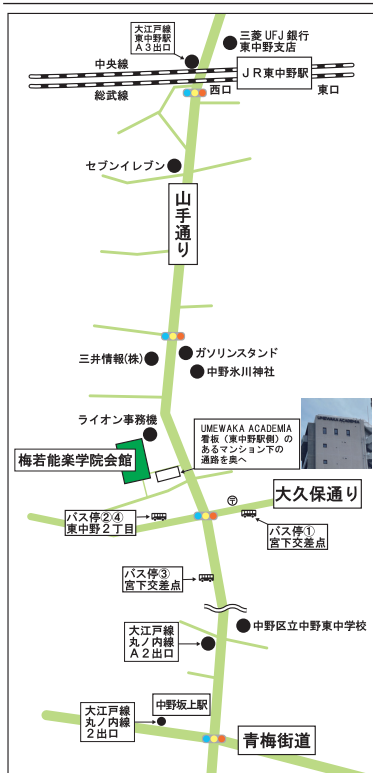 大江戸線
東中野駅
A3出口
三菱UFJ銀行
東中野支店
中央線
総武線
JR東中野駅
西口
東口
セブンイレブン
山手通り
三井情報(株)
ガソリンスタンド
中野氷川神社
ライオン事務機
梅若能楽学院会館
UMEWAKA ACADEMIA
看板（東中野駅側）の
あるマンション下の
通路を奥へ
UMEWAKA ACADEMIA
大久保通り
〒
バス停②④
東中野2丁目
バス停①
宮下交差点
バス停③
宮下交差点
中野区立中野東中学校
大江戸線
丸ノ内線
A2出口
大江戸線
丸ノ内線
2出口
中野坂上駅
青梅街道